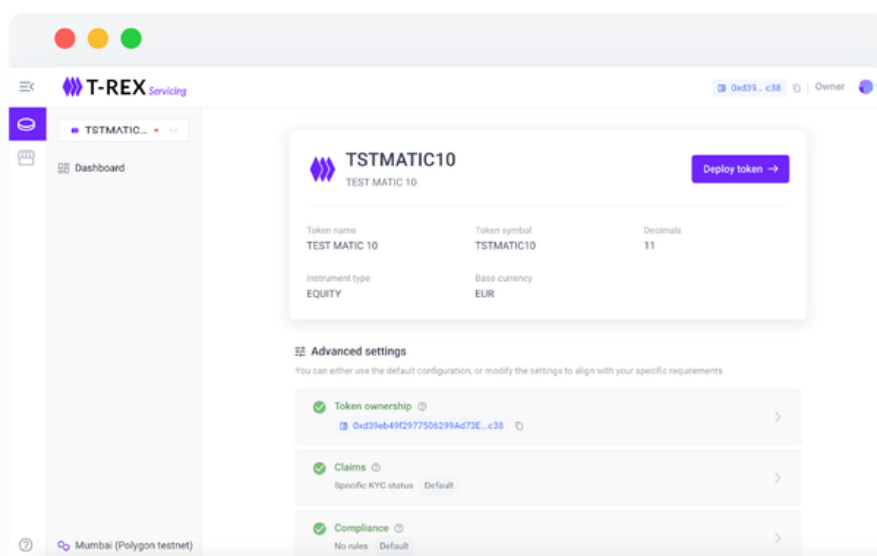 T-REX Servicing
0xd39... c38
Owner
TSTMATIC...
Dashboard
TSTMATIC10
TEST MATIC 10
Deploy token →
Token name
Token symbol
Decimals
TEST MATIC 10
TSTMATIC10
11
Instrument type
Base currency
EQUITY
EUR
Advanced settings
You can either use the default configuration, or modify the settings to align with your specific requirements
Token ownership
0xd39eb49f2977506299Ad73E...c38
Claims
Specific KYC status Default
Compliance
No rules Default
Mumbai (Polygon testnet)